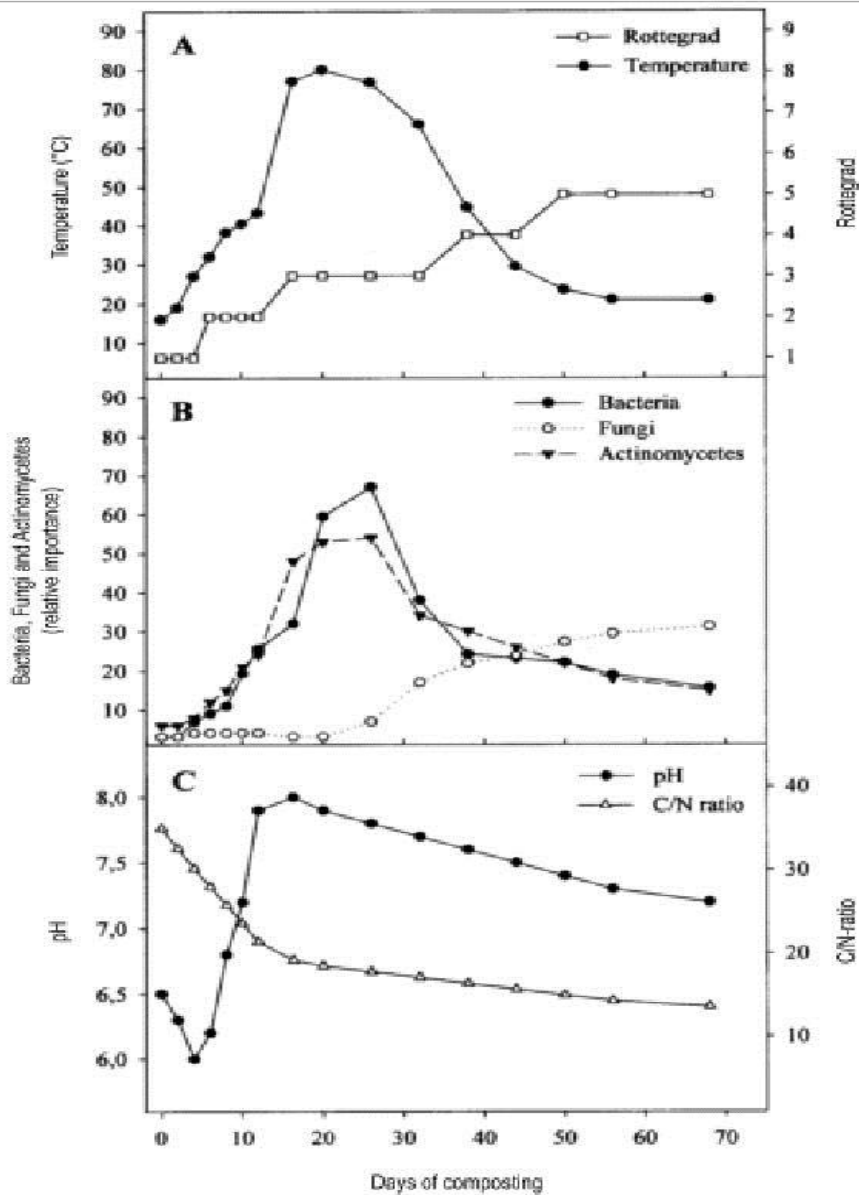 A
Rottegrad
Temperature
90
80
70
60
50
40
30
20
10
Temperature (°C)
9
8
7
6
5
4
3
2
1
Rottegrad
B
Bacteria
Fungi
Actinomycetes
90
80
70
60
50
40
30
20
10
Bacteria, Fungi and Actinomycetes
(relative importance)
C
pH
C/N ratio
8,0
7,5
7,0
6,5
6,0
pH
40
30
20
10
C/N-ratio
0 10 20 30 40 50 60 70
Days of composting